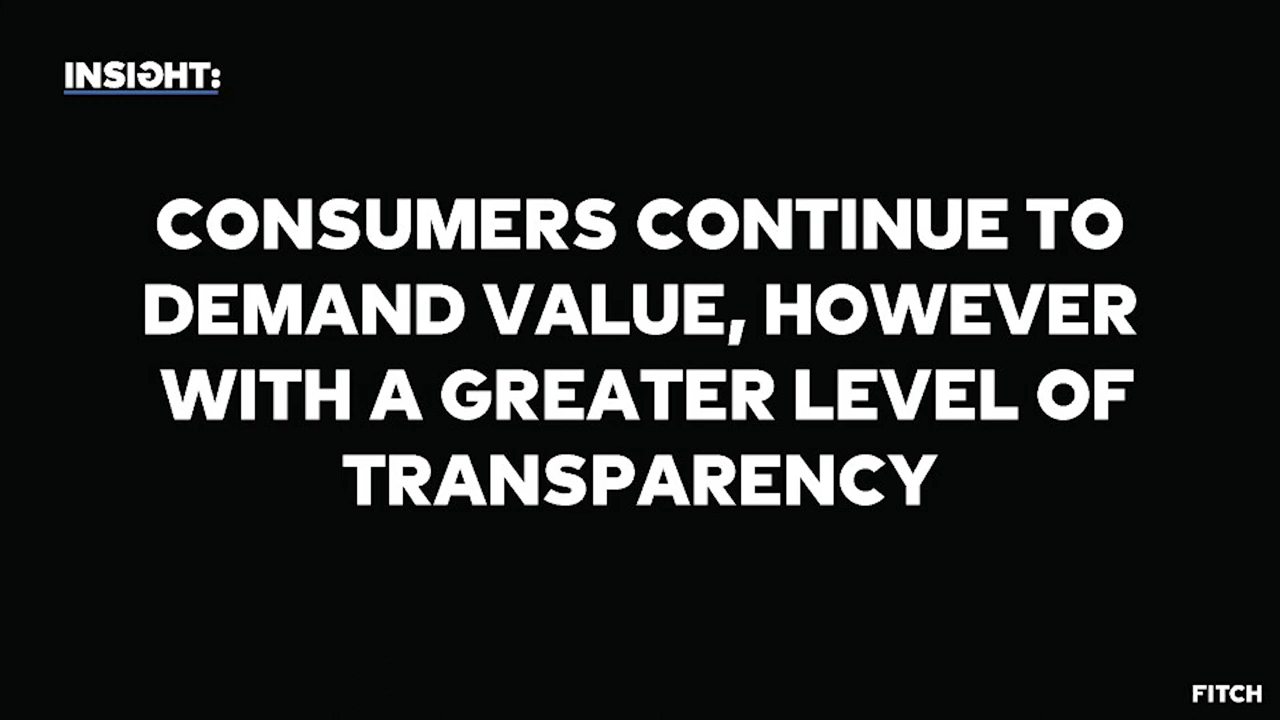 INSIGHT:
CONSUMERS CONTINUE TO
DEMAND VALUE, HOWEVER
WITH A GREATER LEVEL OF
TRANSPARENCY
FITCH